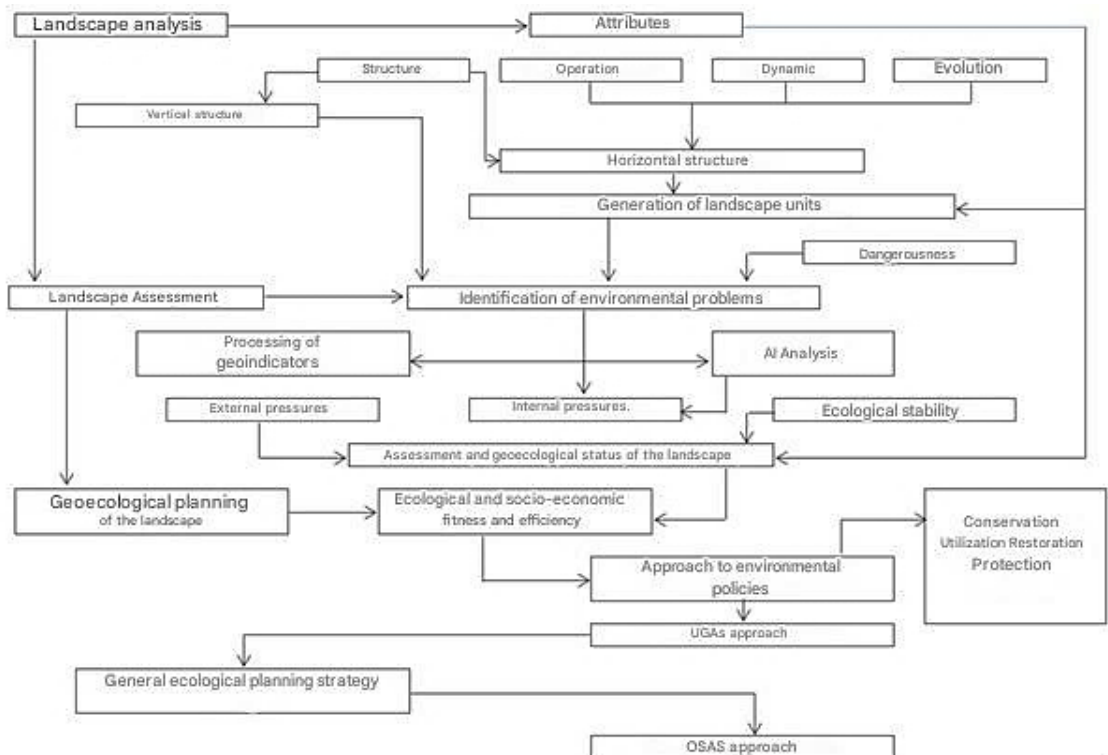 Landscape analysis
Attributes
Structure
Operation
Dynamic
Evolution
Vertical structure
Horizontal structure
Generation of landscape units
Dangerousness
Landscape Assessment
Identification of environmental problems
Processing of
geoindicators
AI Analysis
External pressures
Internal pressures.
Ecological stability
Assessment and geoecological status of the landscape
Geoecological planning
of the landscape
Ecological and socio-economic
fitness and efficiency
Conservation
Utilization Restoration
Protection
Approach to environmental
policies
UGAs approach
General ecological planning strategy
OSAS approach